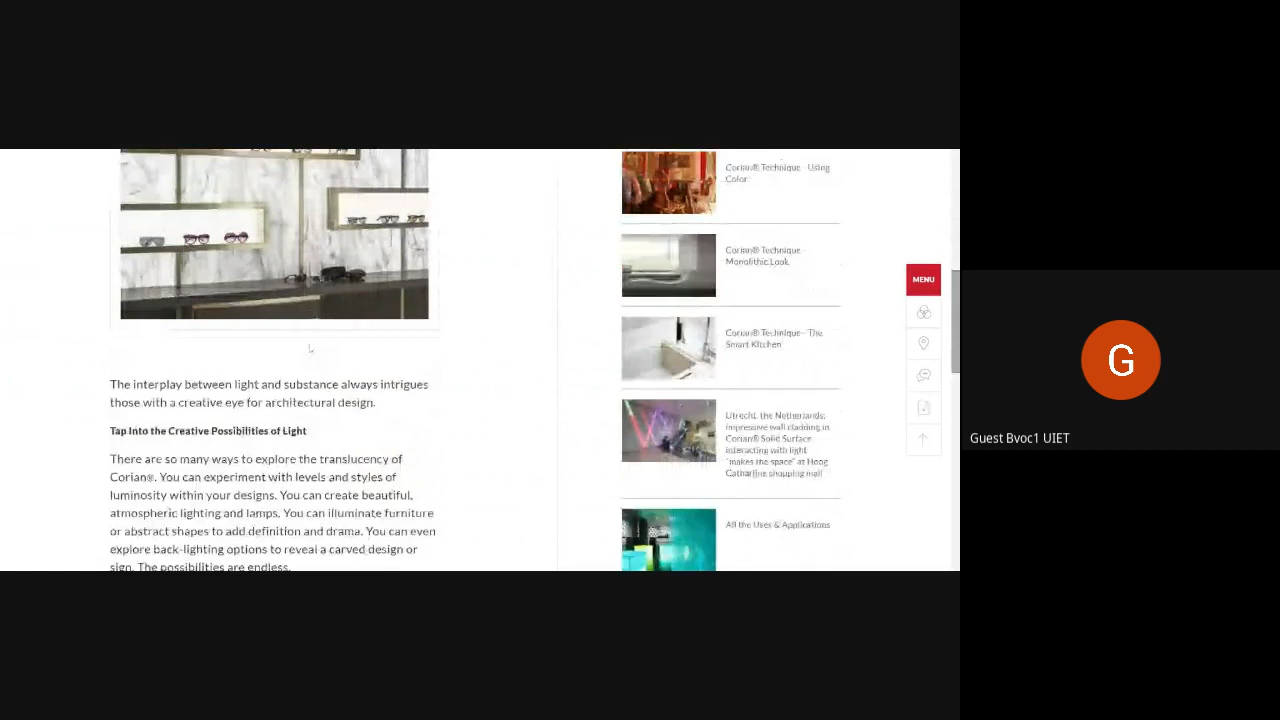 The interplay between light and substance always intrigues
those with a creative eye for architectural design.
Tap Into the Creative Possibilities of Light
There are so many ways to explore the translucency of
Corian®. You can experiment with levels and styles of
luminosity within your designs. You can create beautiful,
atmospheric lighting and lamps. You can illuminate furniture
or abstract shapes to add definition and drama. You can even
explore back-lighting options to reveal a carved design or
sign. The possibilities are endless.
Corian® Technique - Using
Color
Corian® Technique -
Monolithic Look
Corian® Technique - The
Smart Kitchen
Utrecht, the Netherlands:
impressive wall cladding in
Corian® Solid Surface
interacting with light
"makes the space" at Hoog
Catharijne shopping mall
All the Uses & Applications
MENU
G
Guest Bvoc1 UIET